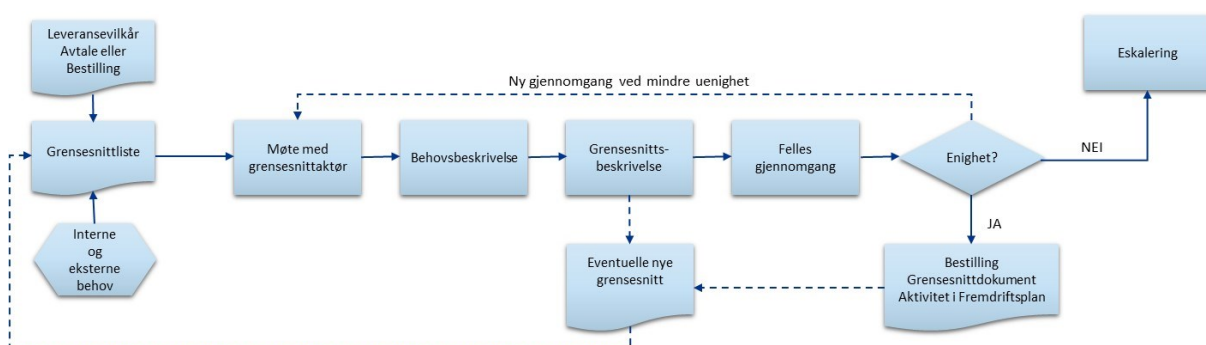 Leveransevilkår
Avtale eller
Bestilling
Eskalering
Ny gjennomgang ved mindre uenighet
Grensesnittliste
Møte med
grensesnittaktør
Behovsbeskrivelse
Grensesnitts-
beskrivelse
Felles
gjennomgang
Enighet?
NEI
JA
Interne
og
eksterne
behov
Eventuelle nye
grensesnitt
Bestilling
Grensesnittdokument
Aktivitet i Fremdriftsplan